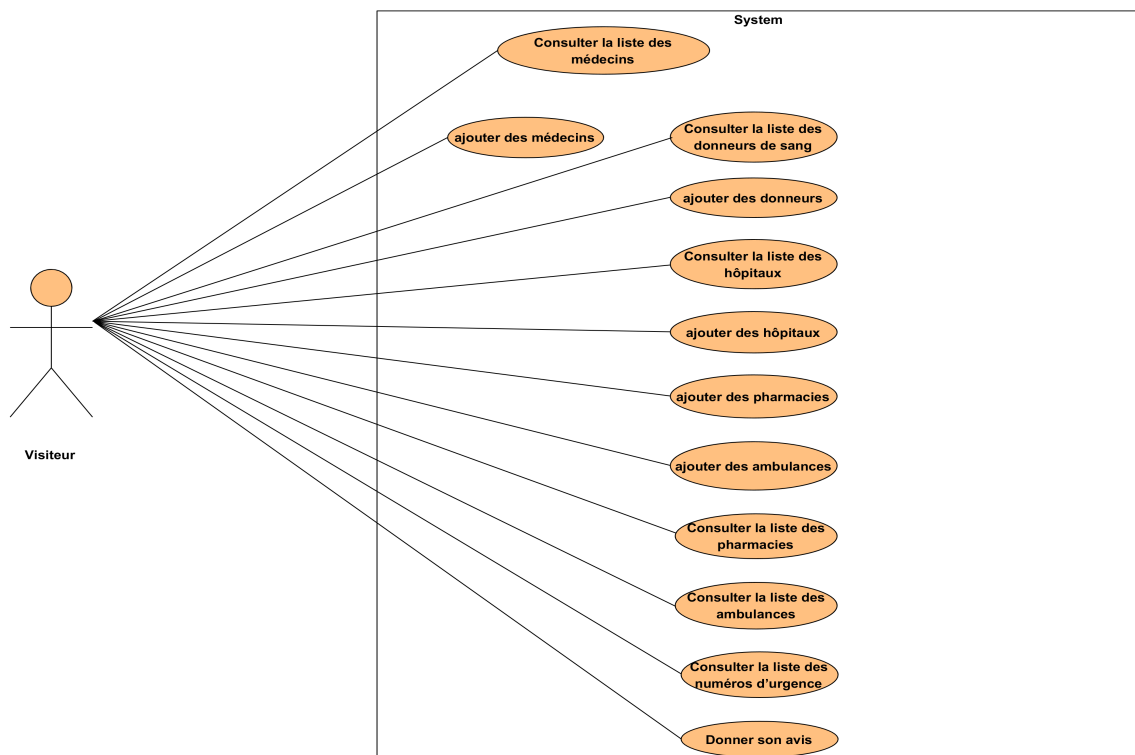 System
Consulter la liste des
médecins
ajouter des médecins
Consulter la liste des
donneurs de sang
ajouter des donneurs
Consulter la liste des
hôpitaux
ajouter des hôpitaux
ajouter des pharmacies
Visiteur
ajouter des ambulances
Consulter la liste des
pharmacies
Consulter la liste des
ambulances
Consulter la liste des
numéros d'urgence
Donner son avis